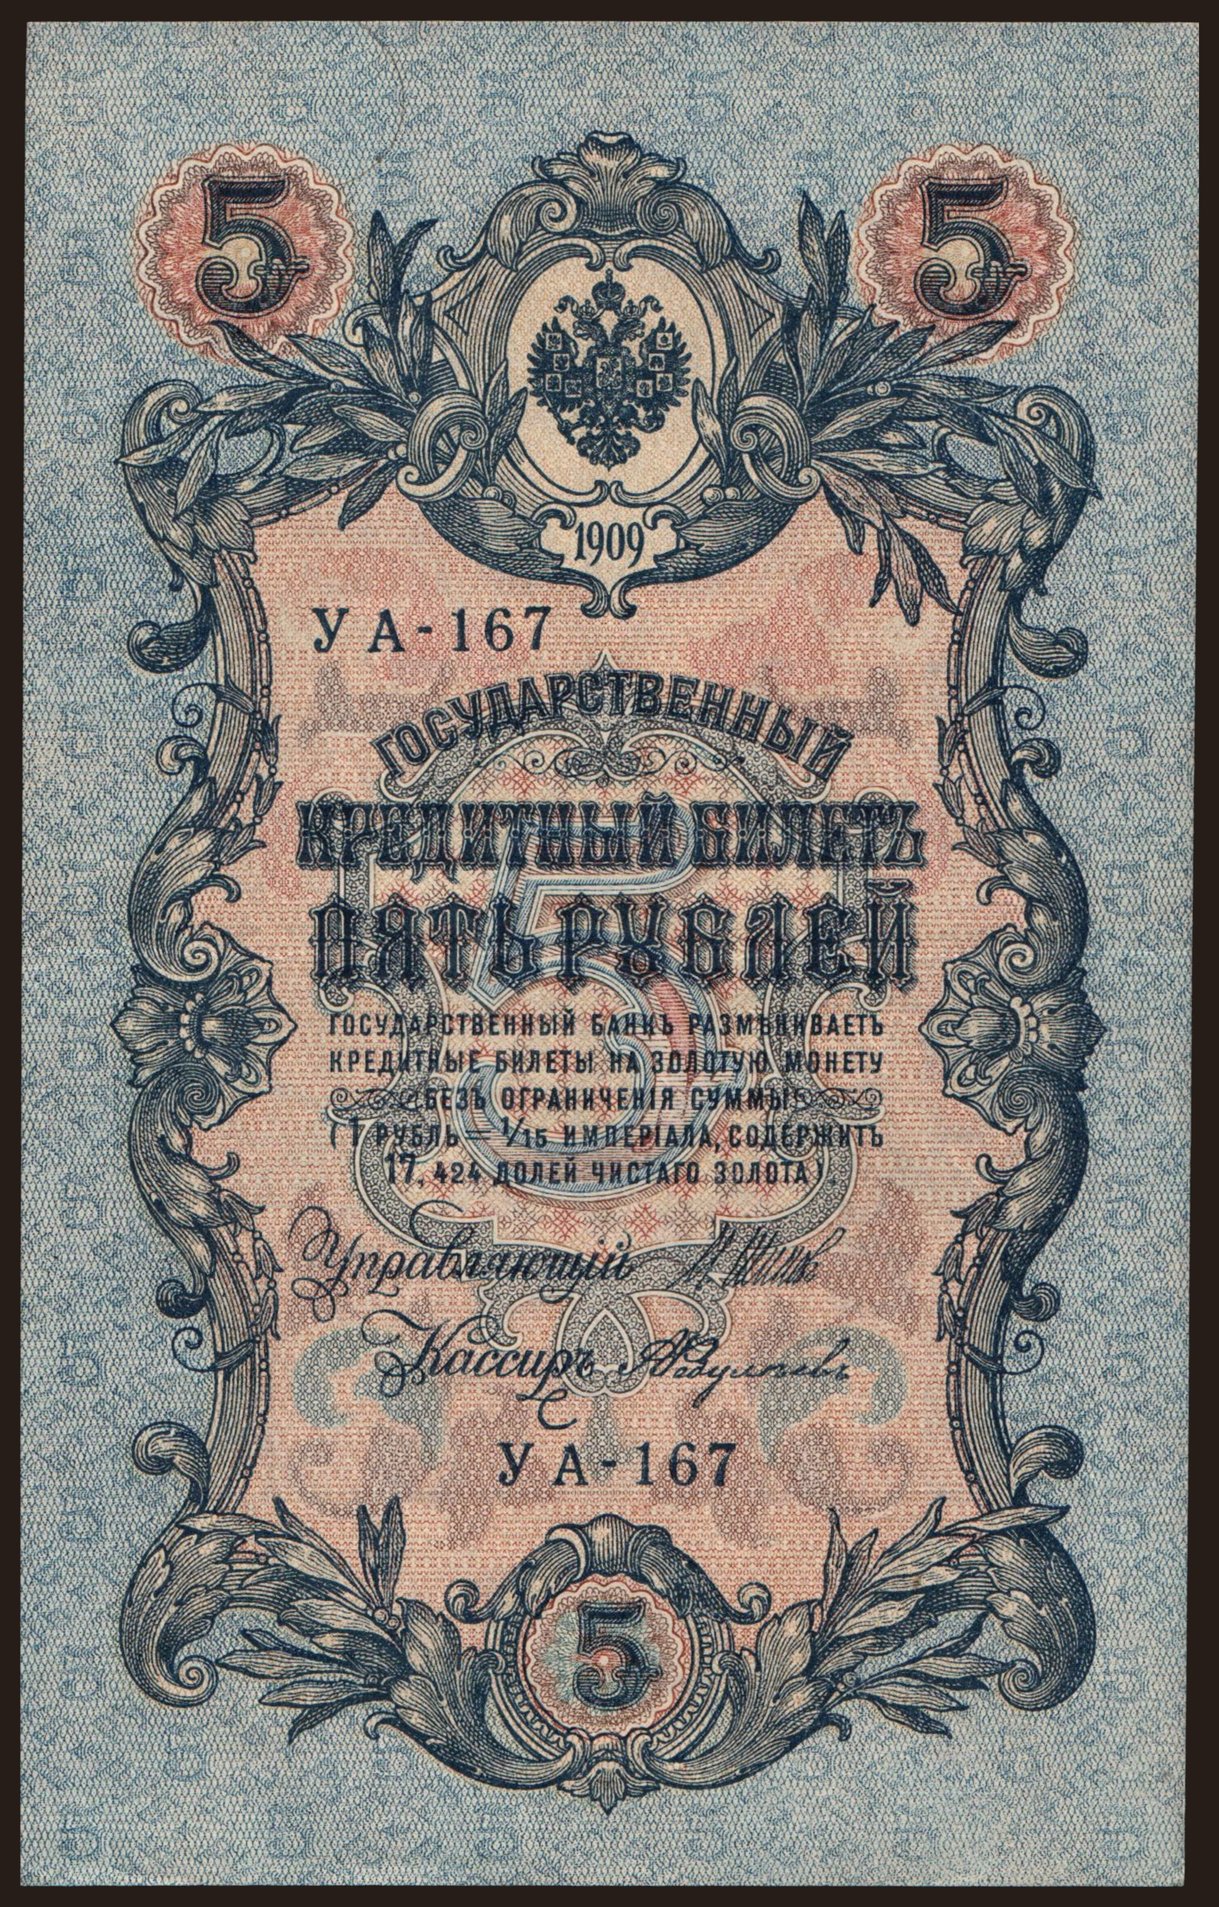 5 5
1909
УА-167
ГОСУДАРСТВЕННЫЙ
КРЕДИТНЫЙ БИЛЕТЪ
ПЯТЬ РУБЛЕЙ
5
ГОСУДАРСТВЕННЫЙ БАНКЪ РАЗМѢНИВАЕТЪ
КРЕДИТНЫЕ БИЛЕТЫ НА ЗОЛОТУЮ МОНЕТУ
БЕЗЪ ОГРАНИЧЕНІЯ СУММЫ
(1 РУБЛЬ = 1/15 ИМПЕРІАЛА, СОДЕРЖИТЪ
17,424 ДОЛЕЙ ЧИСТАГО ЗОЛОТА).
Управляющій
Кассиръ
УА-167
5